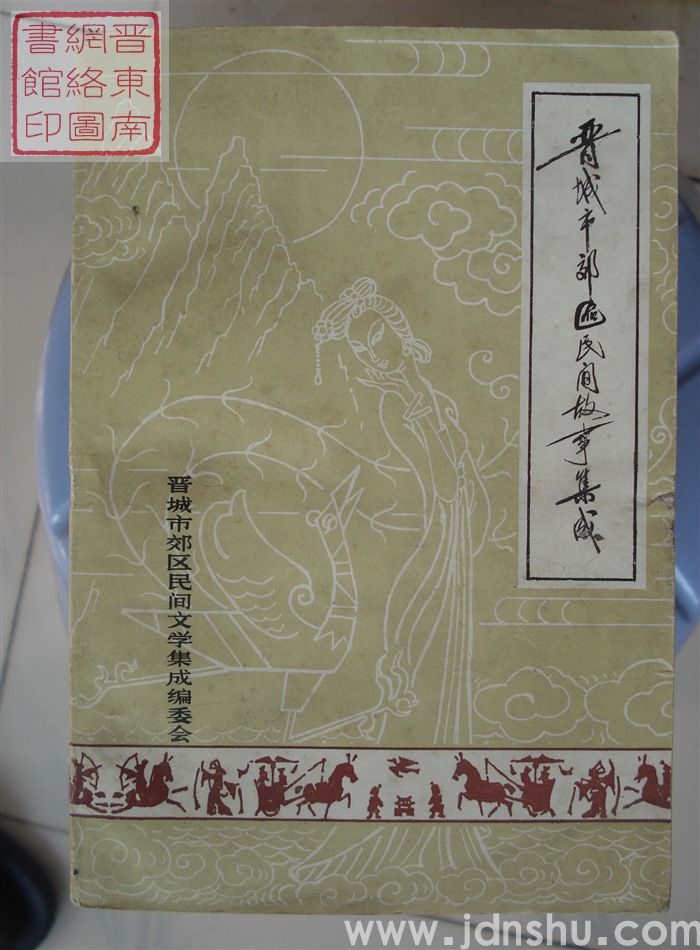 晋東南
網絡圖
書館印
晋城市郊区民间故事集成
晋城市郊区民间文学集成编委会
www.jdnshu.com